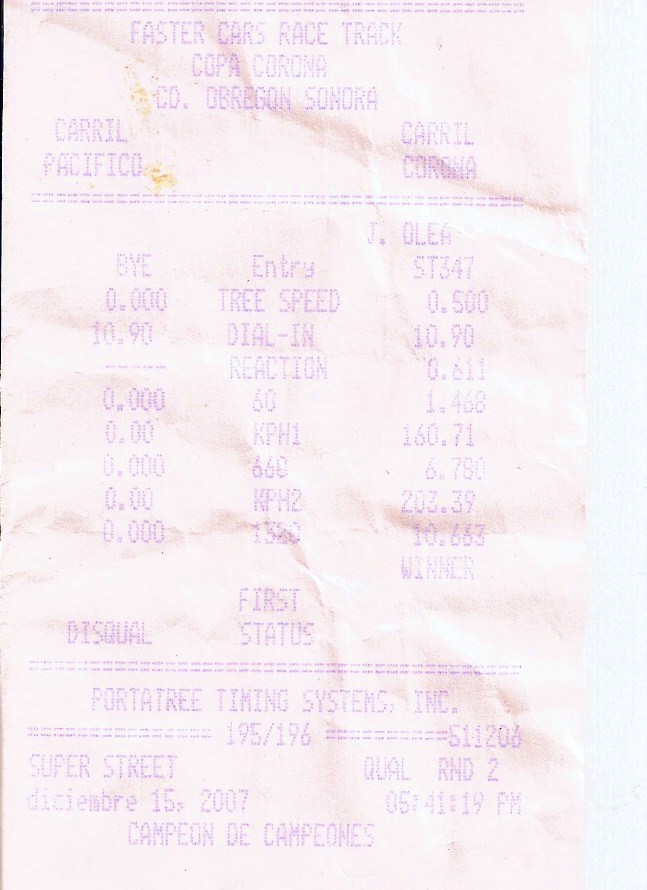 FASTER CARS RACE TRACK
COPA CORONA
CD. OBREGON SONORA
CARRIL CARRIL
PACIFICO CORONA
J. OLEA
BYE Entry ST347
0.000 TREE SPEED 0.500
10.90 DIAL-IN 10.90
----- REACTION 0.611
0.000 60 1.468
0.00 KPH1 160.71
0.000 660 6.780
0.00 KPH2 203.39
0.000 1320 10.663
WINNER
FIRST
DISQUAL STATUS
PORTATREE TIMING SYSTEMS, INC.
=============== 195/196 ==========511206
SUPER STREET QUAL RND 2
diciembre 15, 2007 05:41:19 PM
CAMPEON DE CAMPEONES